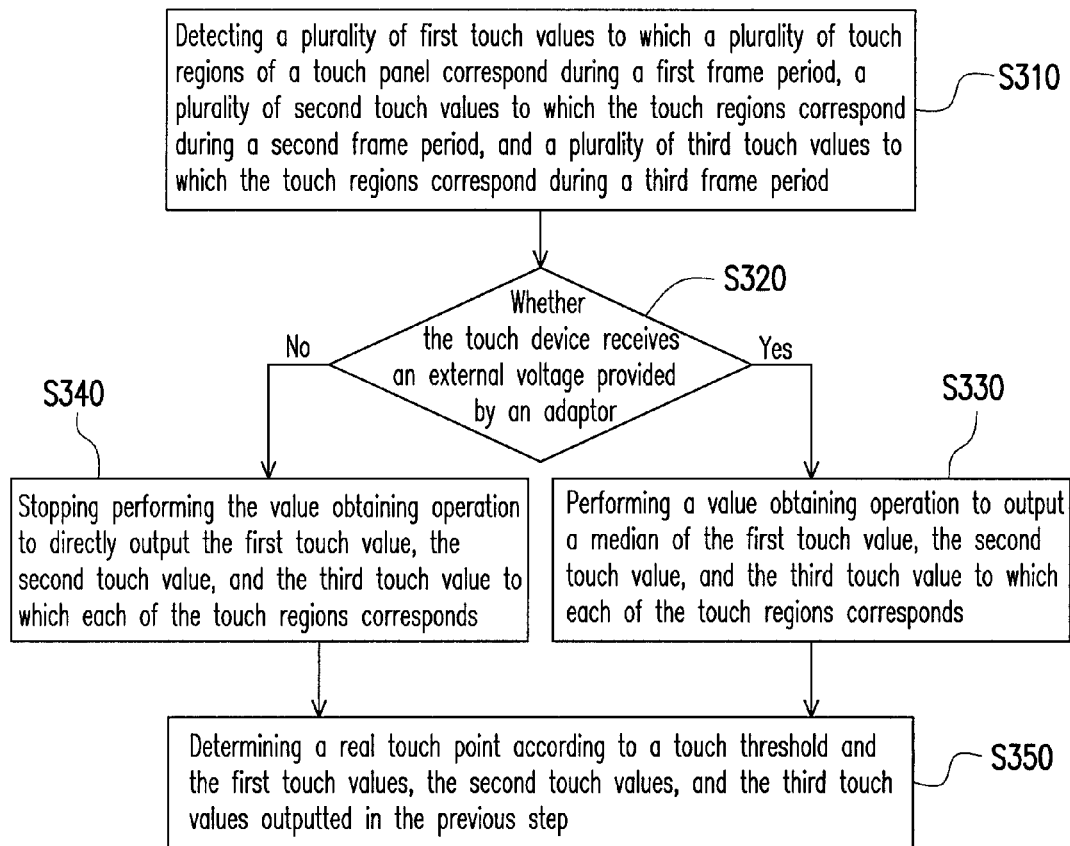 Detecting a plurality of first touch values to which a plurality of touch
regions of a touch panel correspond during a first frame period, a
plurality of second touch values to which the touch regions correspond
during a second frame period, and a plurality of third touch values to
which the touch regions correspond during a third frame period
S310
Whether
the touch device receives
an external voltage provided
by an adaptor
S320
No
Yes
S340
S330
Stopping performing the value obtaining operation
to directly output the first touch value, the
second touch value, and the third touch value to
which each of the touch regions corresponds
Performing a value obtaining operation to output
a median of the first touch value, the second
touch value, and the third touch value to which
each of the touch regions corresponds
Determining a real touch point according to a touch threshold and
the first touch values, the second touch values, and the third touch
values outputted in the previous step
S350